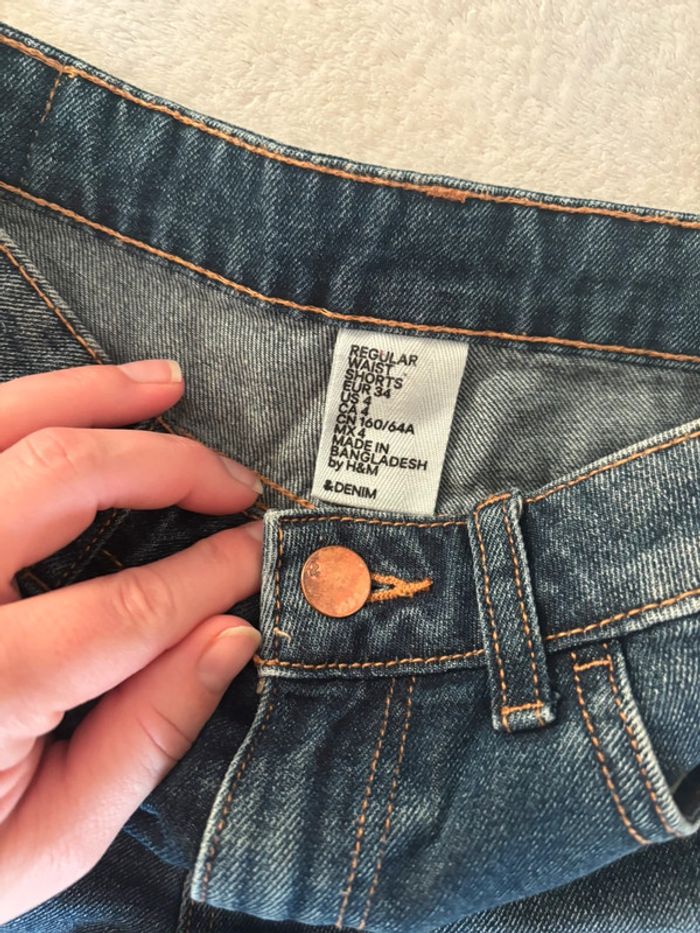 REGULAR
WAIST
SHORTS
EUR 34
US 4
CA 4
CN 160/64A
MX 4
MADE IN
BANGLADESH
by H&M
&DENIM